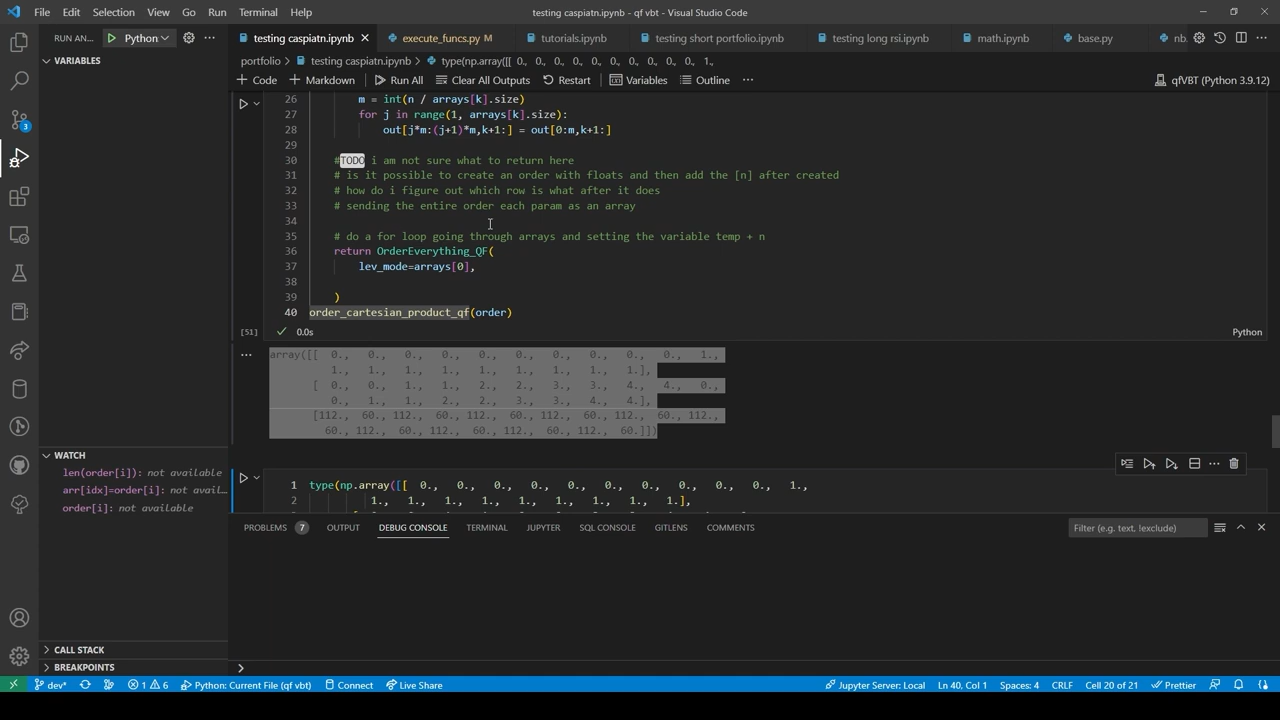 File Edit Selection View Go Run Terminal Help
testing caspiatn.ipynb - qf vbt - Visual Studio Code
RUN AN... Python
testing caspiatn.ipynb execute_funcs.py M tutorials.ipynb testing short portfolio.ipynb testing long rsi.ipynb math.ipynb base.py nb.
VARIABLES
portfolio > testing caspiatn.ipynb > type(np.array([[ 0., 0., 0., 0., 0., 0., 0., 0., 0., 1.,
+ Code + Markdown Run All Clear All Outputs Restart Variables Outline ... qfVBT (Python 3.9.12)
26 m = int(n / arrays[k].size)
27 for j in range(1, arrays[k].size):
28 out[j*m:(j+1)*m,k+1:] = out[0:m,k+1:]
29
30 #TODO i am not sure what to return here
31 # is it possible to create an order with floats and then add the [n] after created
32 # how do i figure out which row is what after it does
33 # sending the entire order each param as an array
34
35 # do a for loop going through arrays and setting the variable temp + n
36 return OrderEverything_QF(
37 lev_mode=arrays[0],
38
39 )
40 order_cartesian_product_qf(order)
[51] 0.0s Python
array([[ 0., 0., 0., 0., 0., 0., 0., 0., 0., 0., 1.,
1., 1., 1., 1., 1., 1., 1., 1., 1.],
[ 0., 0., 1., 1., 2., 2., 3., 3., 4., 4., 0.,
0., 1., 1., 2., 2., 3., 3., 4., 4.],
[112., 60., 112., 60., 112., 60., 112., 60., 112., 60., 112.,
60., 112., 60., 112., 60., 112., 60., 112., 60.]])
1 type(np.array([[ 0., 0., 0., 0., 0., 0., 0., 0., 0., 0., 1.,
2 1., 1., 1., 1., 1., 1., 1., 1., 1.],
WATCH
len(order[i]): not available
arr[idx]=order[i]: not avail...
order[i]: not available
PROBLEMS 7 OUTPUT DEBUG CONSOLE TERMINAL JUPYTER SQL CONSOLE GITLENS COMMENTS
Filter (e.g. text, !exclude)
CALL STACK
BREAKPOINTS
dev* 1 6 Python: Current File (qf vbt) Connect Live Share
Jupyter Server: Local Ln 40, Col 1 Spaces: 4 CRLF Cell 20 of 21 Prettier